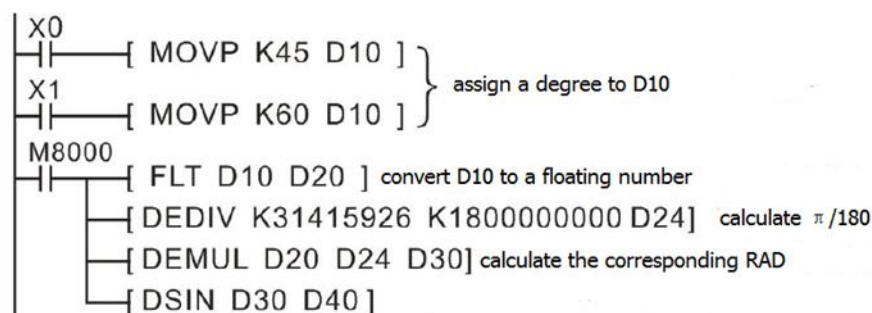 X0
[ MOVP K45 D10 ]
assign a degree to D10
X1
[ MOVP K60 D10 ]
M8000
[ FLT D10 D20 ] convert D10 to a floating number
[ DEDIV K31415926 K1800000000 D24] calculate π/180
[ DEMUL D20 D24 D30] calculate the corresponding RAD
[ DSIN D30 D40 ]